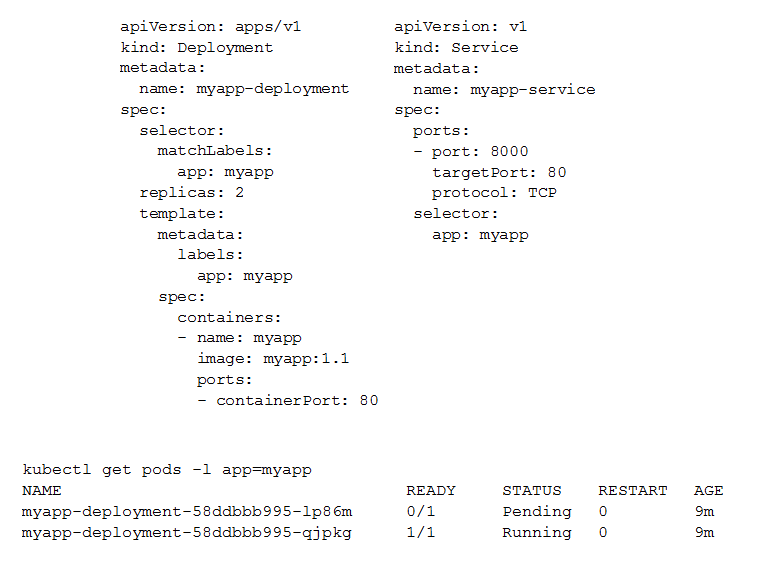 apiVersion: apps/v1
kind: Deployment
metadata:
  name: myapp-deployment
spec:
  selector:
    matchLabels:
      app: myapp
  replicas: 2
  template:
    metadata:
      labels:
        app: myapp
    spec:
      containers:
      - name: myapp
        image: myapp:1.1
        ports:
        - containerPort: 80
apiVersion: v1
kind: Service
metadata:
  name: myapp-service
spec:
  ports:
  - port: 8000
    targetPort: 80
    protocol: TCP
  selector:
    app: myapp
kubectl get pods -l app=myapp
NAME READY STATUS RESTART AGE
myapp-deployment-58ddbbb995-lp86m 0/1 Pending 0 9m
myapp-deployment-58ddbbb995-qjpkg 1/1 Running 0 9m